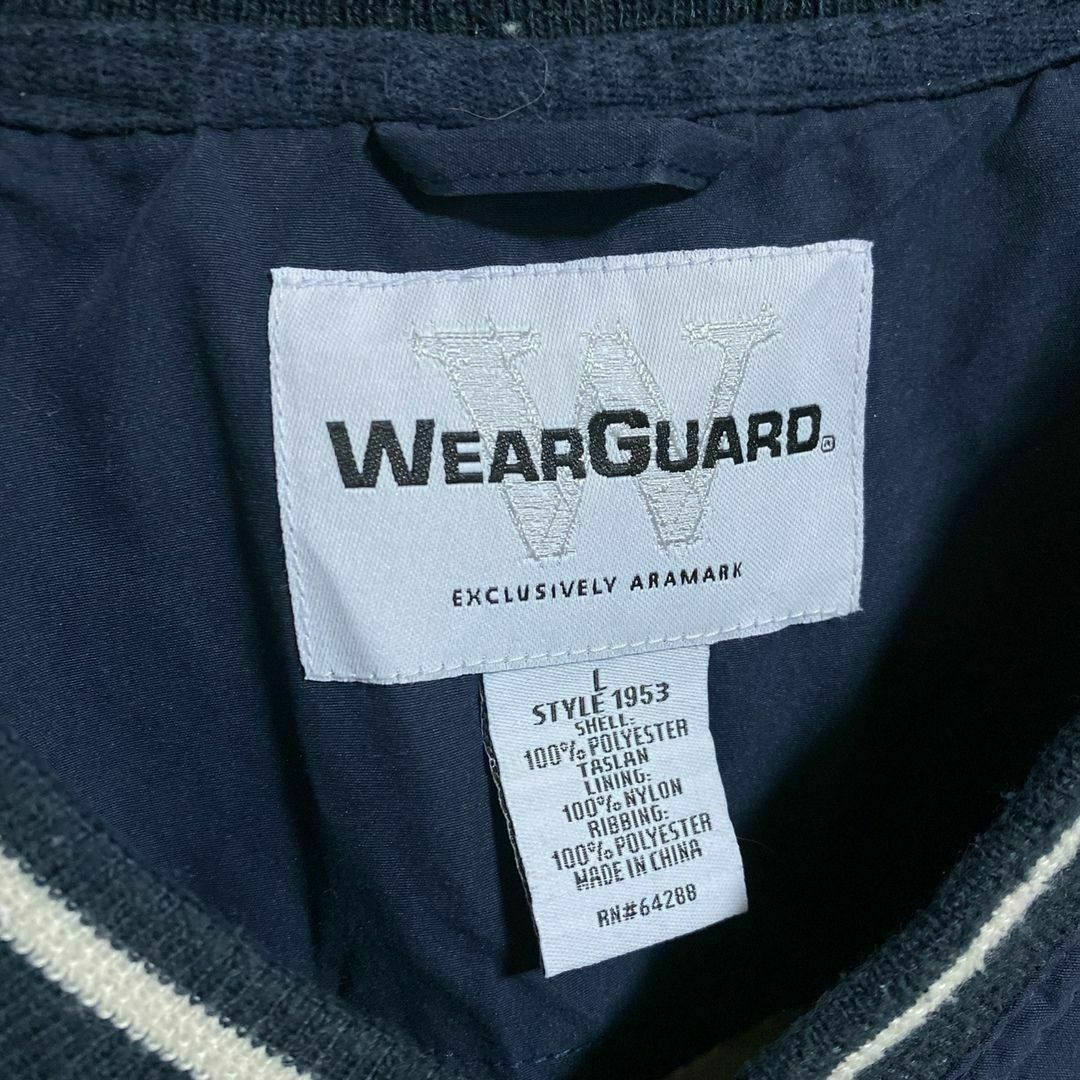 W
WEARGUARD®
EXCLUSIVELY ARAMARK
L
STYLE 1953
SHELL:
100% POLYESTER
TASLAN
LINING:
100% NYLON
RIBBING:
100% POLYESTER
MADE IN CHINA
RN#64288